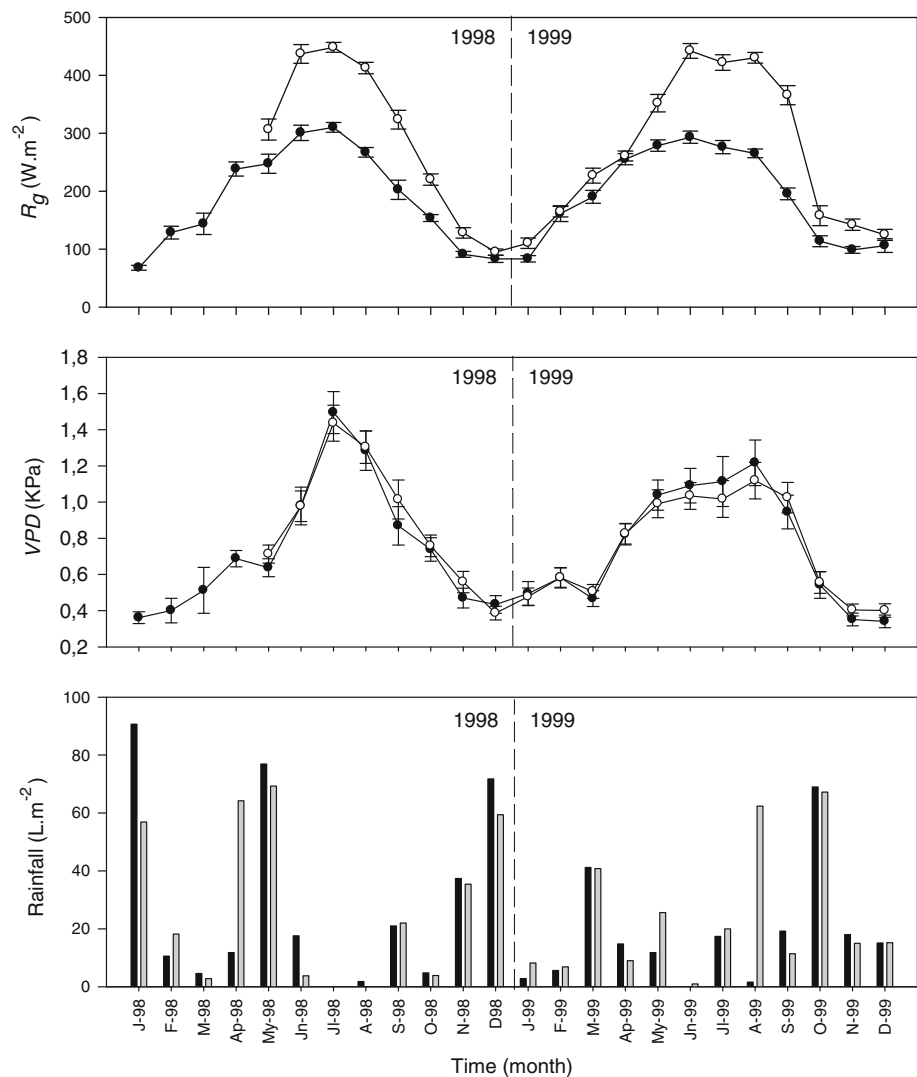 500
400
300
200
100
0
Rg (W.m-2)
1998
1999
1,8
1,6
1,4
1,2
1,0
0,8
0,6
0,4
0,2
VPD (KPa)
1998
1999
100
80
60
40
20
0
Rainfall (L.m-2)
1998
1999
J-98
F-98
M-98
Ap-98
My-98
Jn-98
Jl-98
A-98
S-98
O-98
N-98
D98
J-99
F-99
M-99
Ap-99
My-99
Jn-99
Jl-99
A-99
S-99
O-99
N-99
D-99
Time (month)